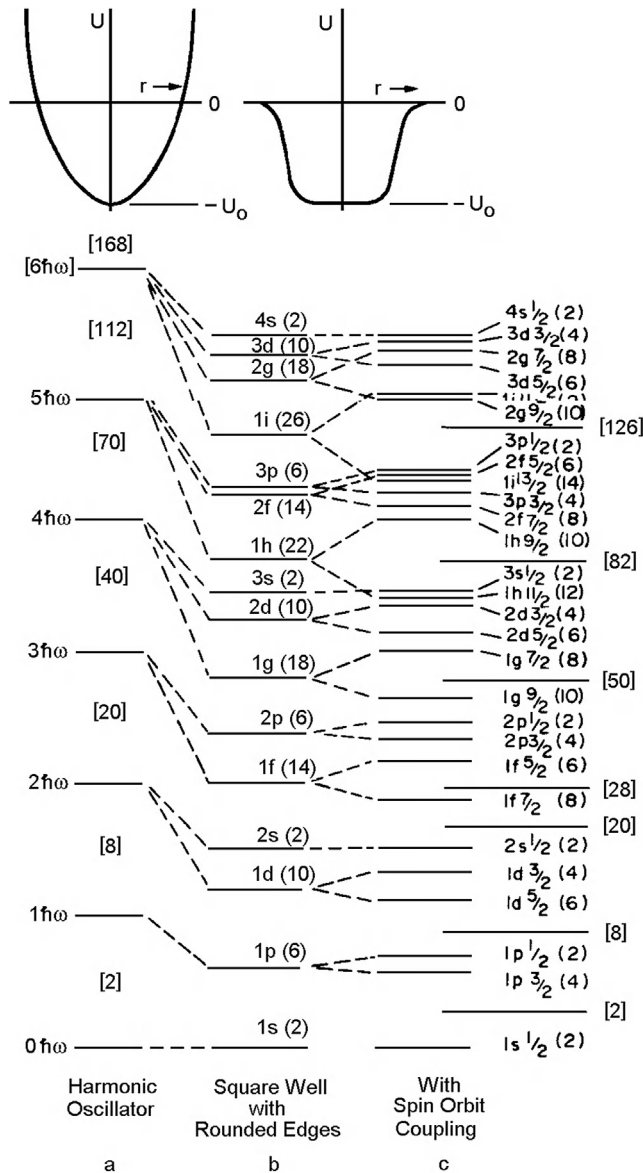 U
U
r
0
r
0
–U₀
–U₀
[168]
[6ħω]
[112]
5ħω
[70]
4ħω
[40]
3ħω
[20]
2ħω
[8]
1ħω
[2]
0ħω
4s (2)
3d (10)
2g (18)
1i (26)
3p (6)
2f (14)
1h (22)
3s (2)
2d (10)
1g (18)
2p (6)
1f (14)
2s (2)
1d (10)
1p (6)
1s (2)
4s 1/2 (2)
3d 3/2 (4)
2g 7/2 (8)
3d 5/2 (6)
2g 9/2 (10)
[126]
3p 1/2 (2)
2f 5/2 (6)
1i 13/2 (14)
3p 3/2 (4)
2f 7/2 (8)
1h 9/2 (10)
[82]
3s 1/2 (2)
1h 11/2 (12)
2d 3/2 (4)
2d 5/2 (6)
1g 7/2 (8)
[50]
1g 9/2 (10)
2p 1/2 (2)
2p 3/2 (4)
1f 5/2 (6)
[28]
1f 7/2 (8)
[20]
2s 1/2 (2)
1d 3/2 (4)
1d 5/2 (6)
[8]
1p 1/2 (2)
1p 3/2 (4)
[2]
1s 1/2 (2)
Harmonic
Oscillator
a
Square Well
with
Rounded Edges
b
With
Spin Orbit
Coupling
c